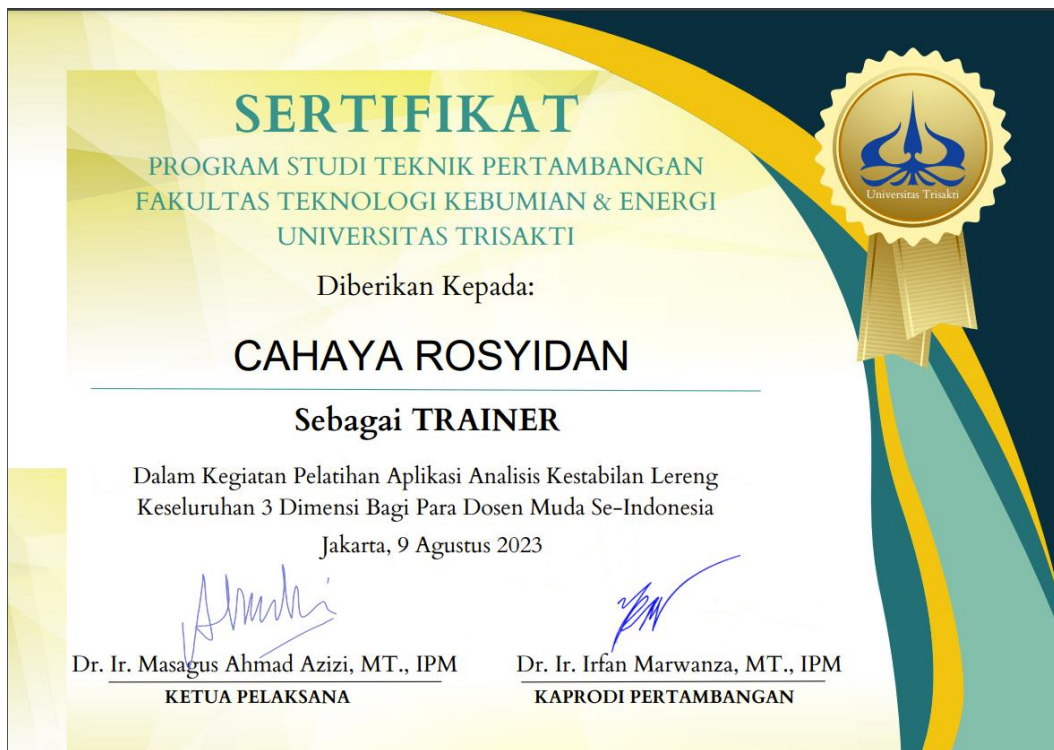 SERTIFIKAT
PROGRAM STUDI TEKNIK PERTAMBANGAN
FAKULTAS TEKNOLOGI KEBUMIAN & ENERGI
UNIVERSITAS TRISAKTI
Universitas Trisakti
Diberikan Kepada:
CAHAYA ROSYIDAN
Sebagai TRAINER
Dalam Kegiatan Pelatihan Aplikasi Analisis Kestabilan Lereng
Keseluruhan 3 Dimensi Bagi Para Dosen Muda Se-Indonesia
Jakarta, 9 Agustus 2023
Dr. Ir. Masagus Ahmad Azizi, MT., IPM
KETUA PELAKSANA
Dr. Ir. Irfan Marwanza, MT., IPM
KAPRODI PERTAMBANGAN